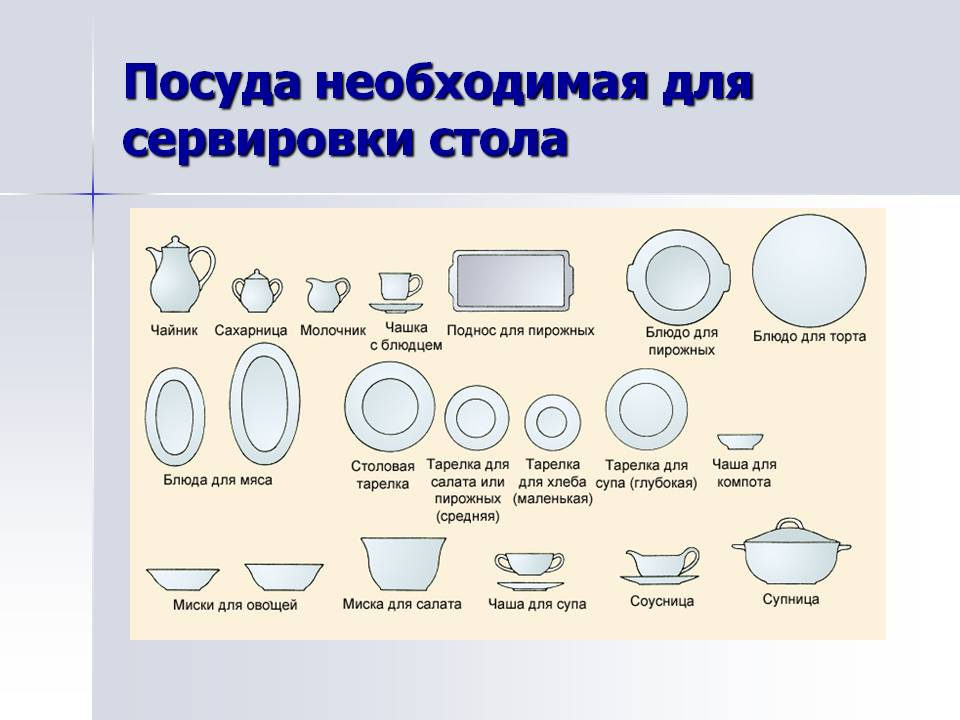 Посуда необходимая для
сервировки стола
Чайник
Сахарница
Молочник
Чашка
с блюдцем
Поднос для пирожных
Блюдо для
пирожных
Блюдо для торта
Блюда для мяса
Столовая
тарелка
Тарелка для
салата или
пирожных
(средняя)
Тарелка
для хлеба
(маленькая)
Тарелка для
супа (глубокая)
Чаша для
компота
Миски для овощей
Миска для салата
Чаша для супа
Соусница
Супница